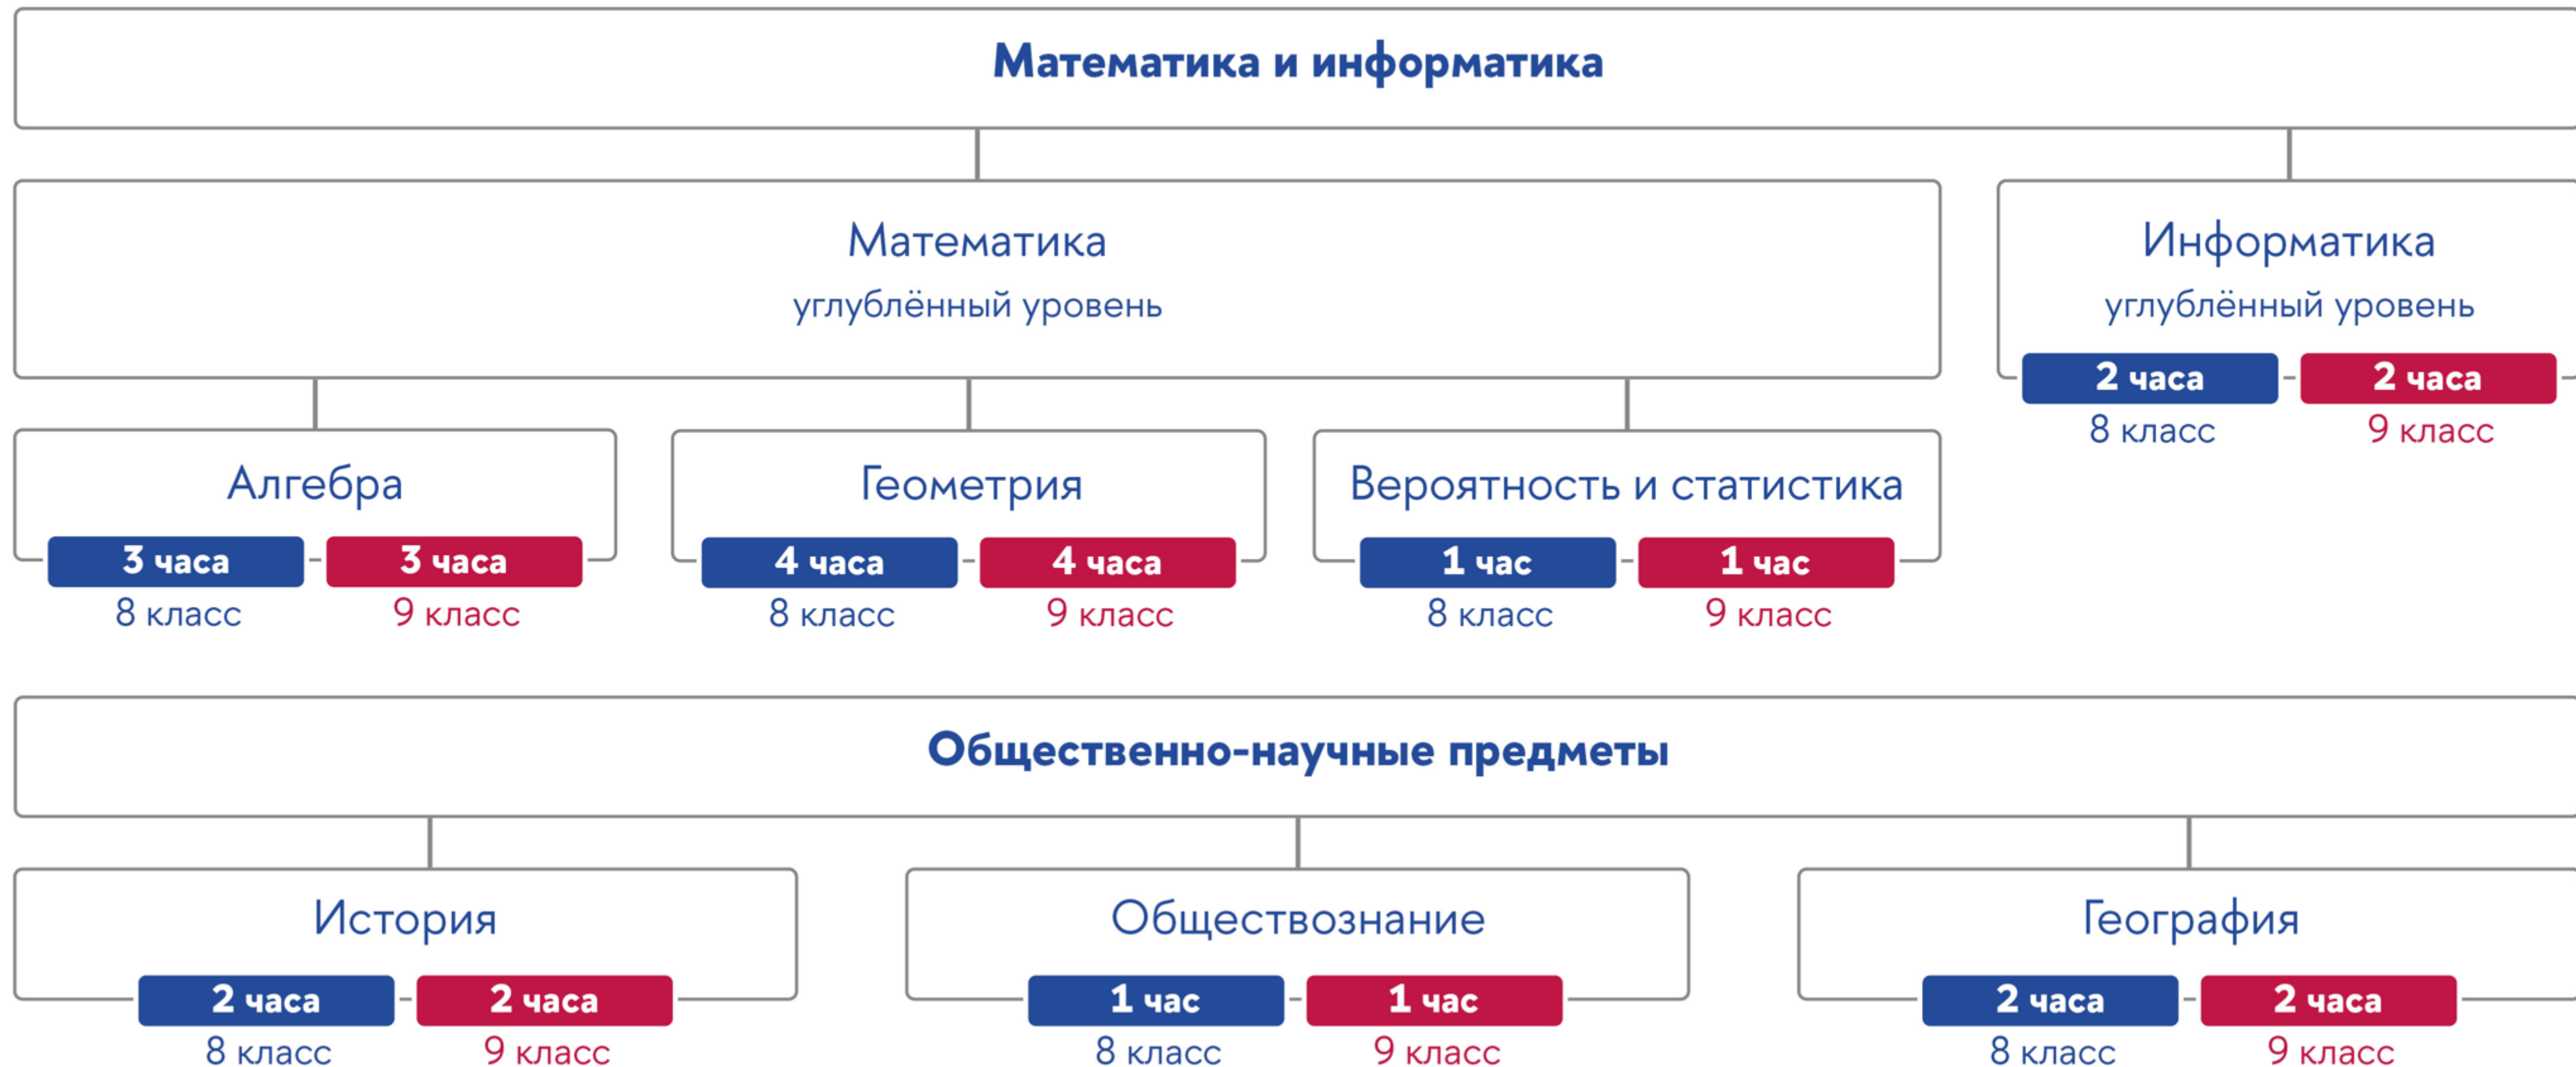 Математика и информатика
Математика
углублённый уровень
Информатика
углублённый уровень
2 часа
2 часа
8 класс
9 класс
Алгебра
3 часа
3 часа
8 класс
9 класс
Геометрия
4 часа
4 часа
8 класс
9 класс
Вероятность и статистика
1 час
1 час
8 класс
9 класс
Общественно-научные предметы
История
2 часа
2 часа
8 класс
9 класс
Обществознание
1 час
1 час
8 класс
9 класс
География
2 часа
2 часа
8 класс
9 класс